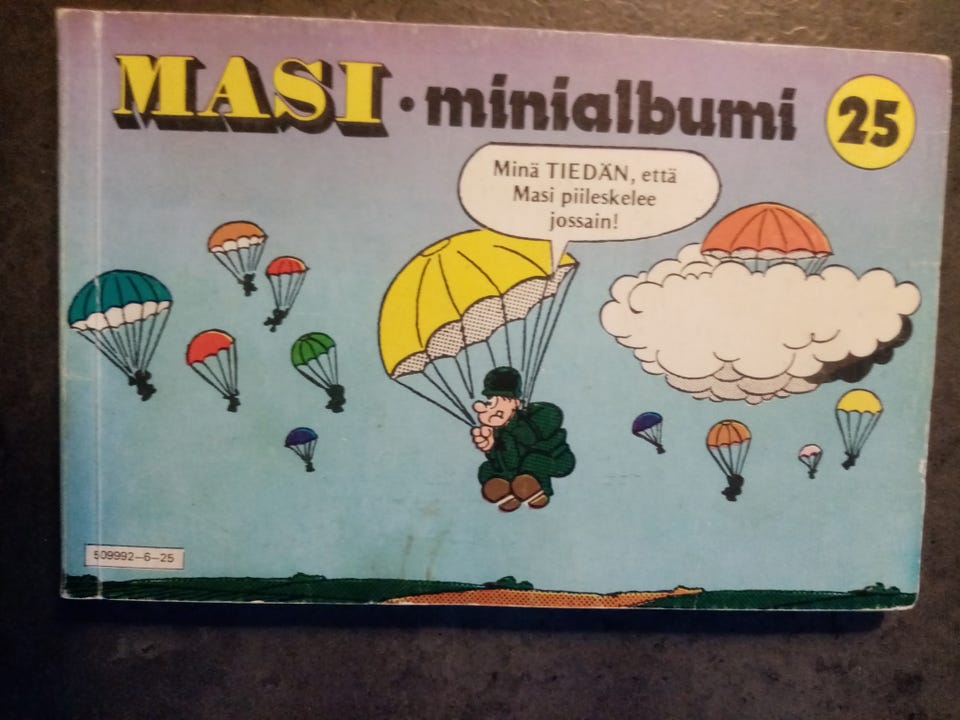 MASI • minialbumi 25
Minä TIEDÄN, että
Masi piileskelee
jossain!
509992-6-25